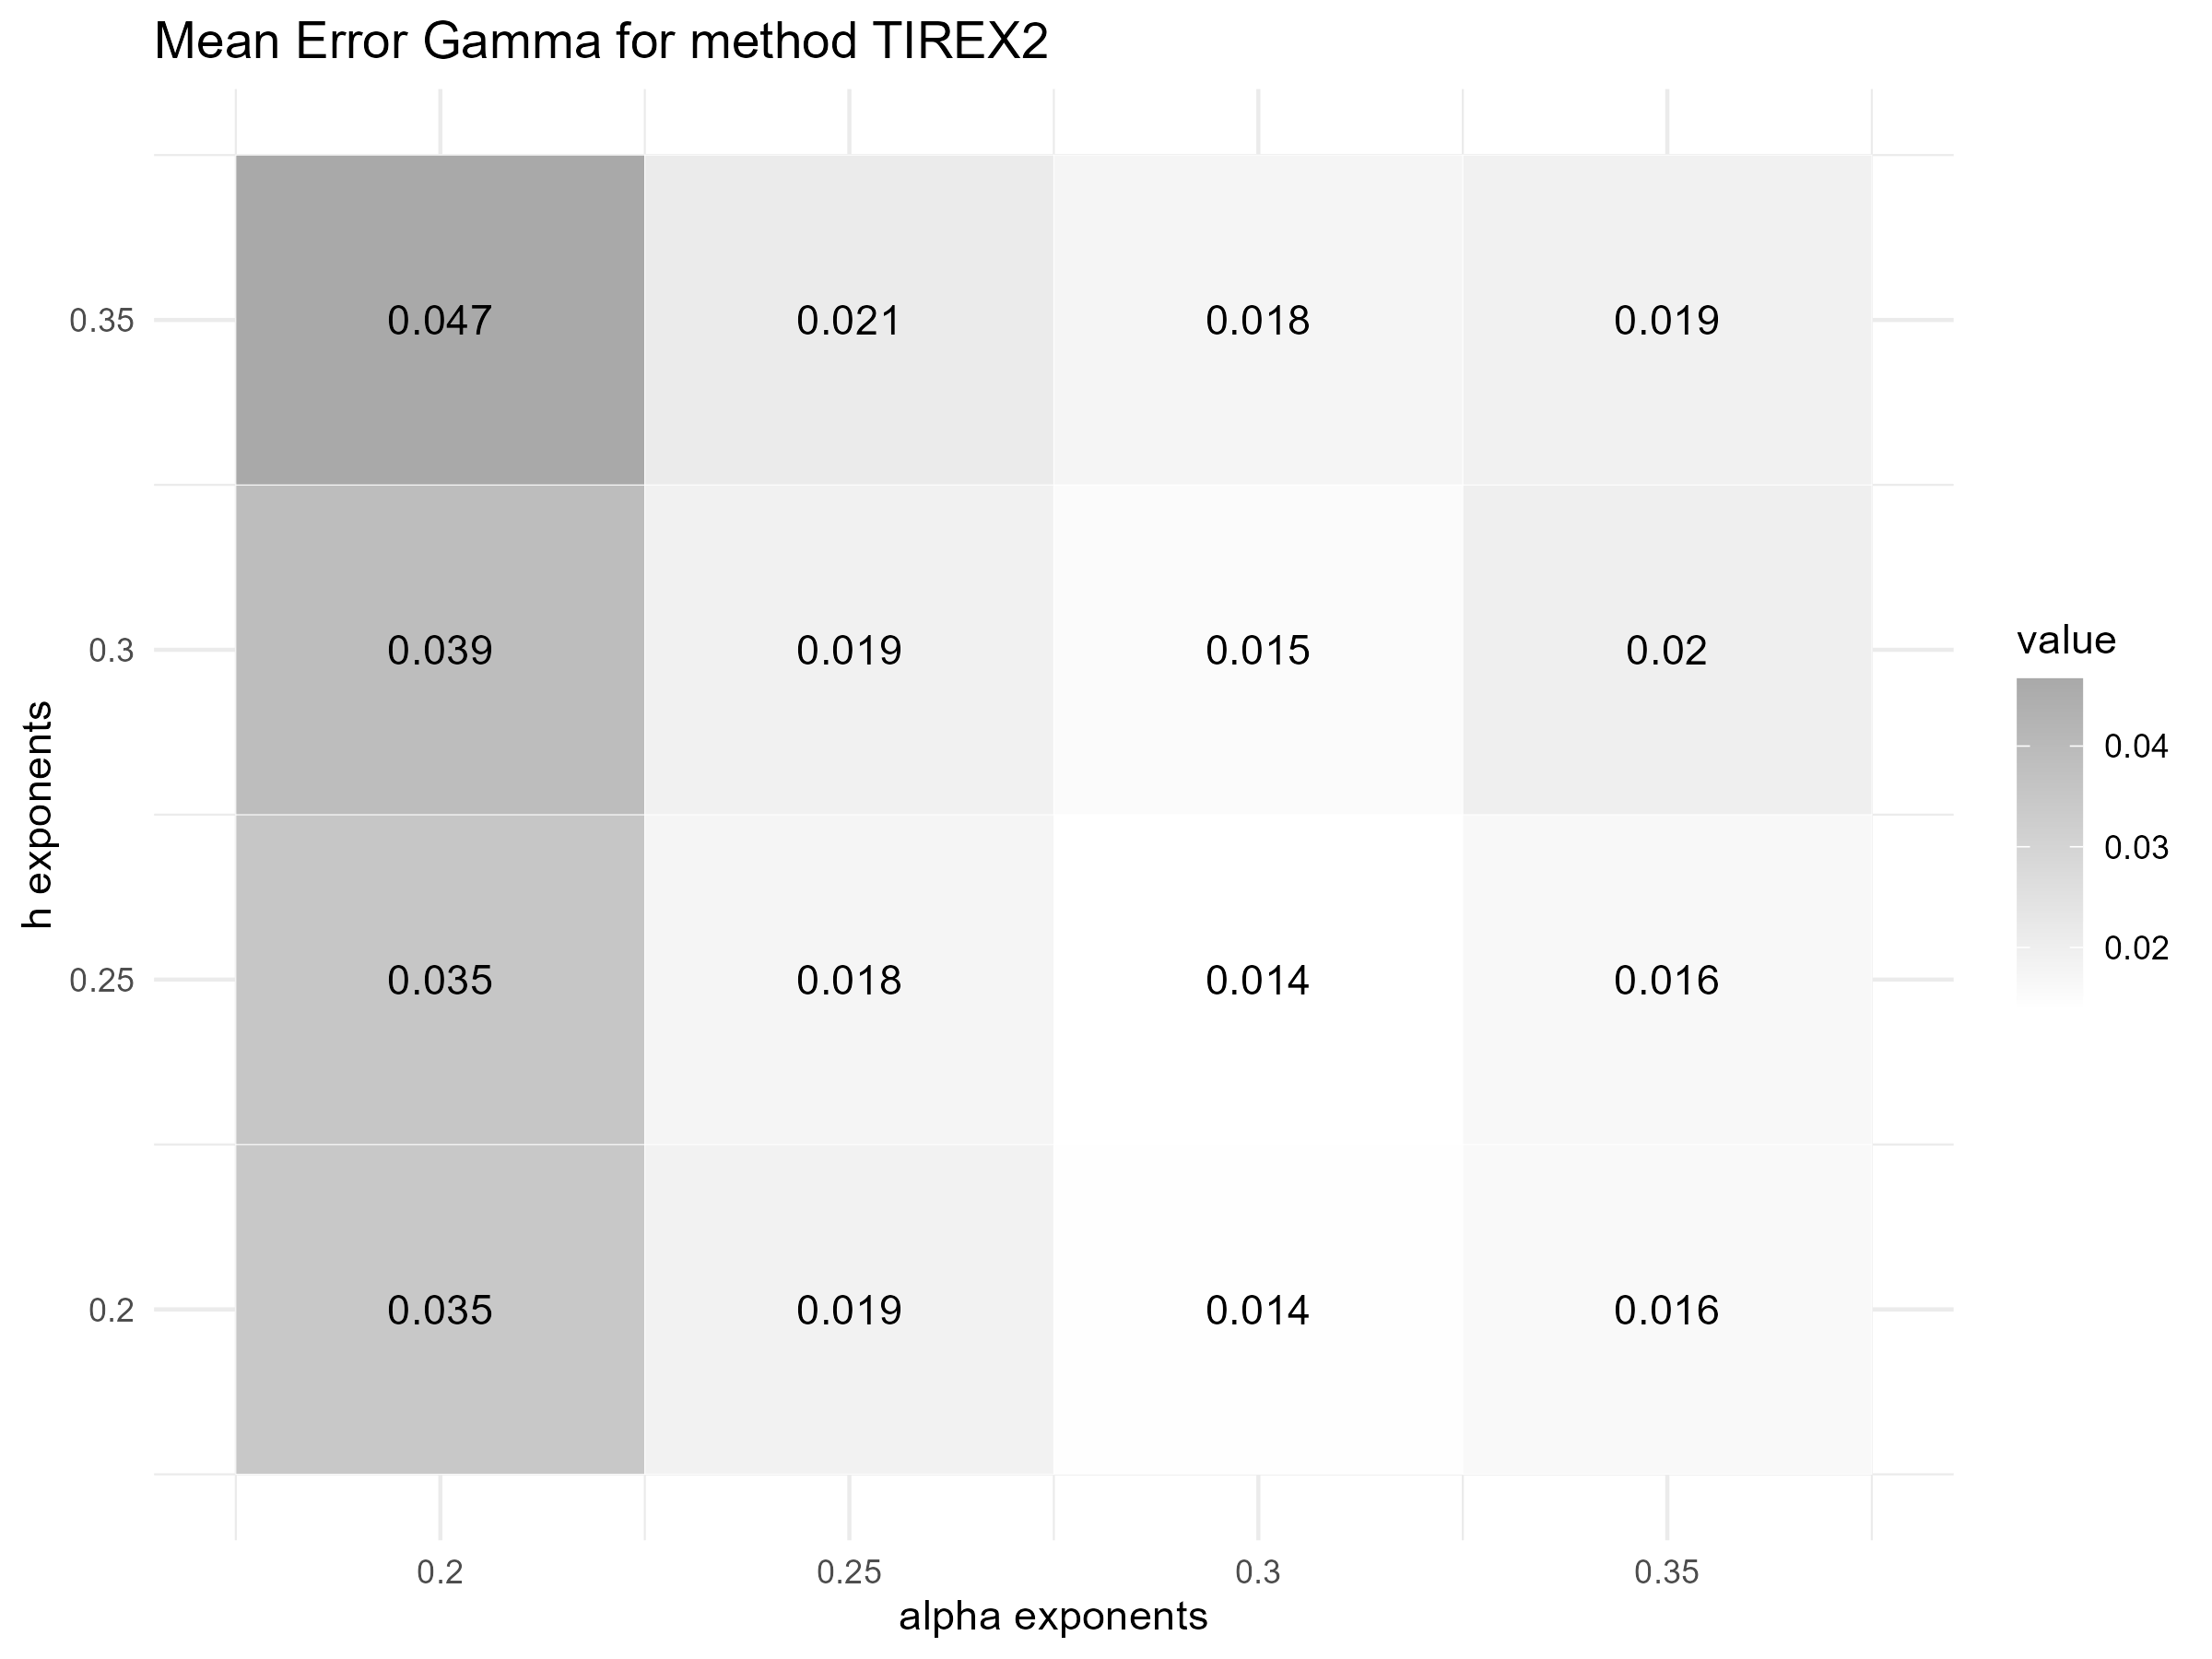 Mean Error Gamma for method TIREX2
h exponents
0.35
0.047 0.021 0.018 0.019
0.3
0.039 0.019 0.015 0.02
0.25
0.035 0.018 0.014 0.016
0.2
0.035 0.019 0.014 0.016
0.2 0.25 0.3 0.35
alpha exponents
value
0.04
0.03
0.02